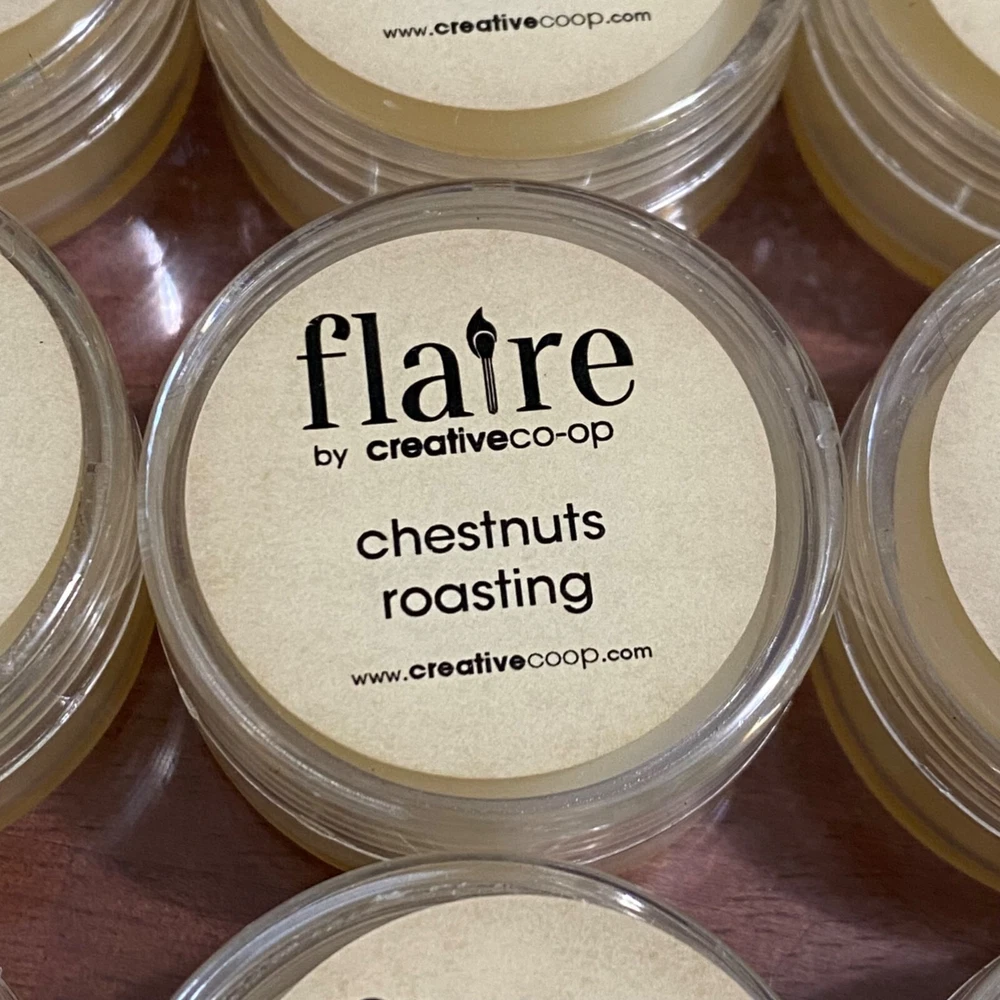 www.creativecoop.com
flaire
by creativeco-op
chestnuts
roasting
www.creativecoop.com